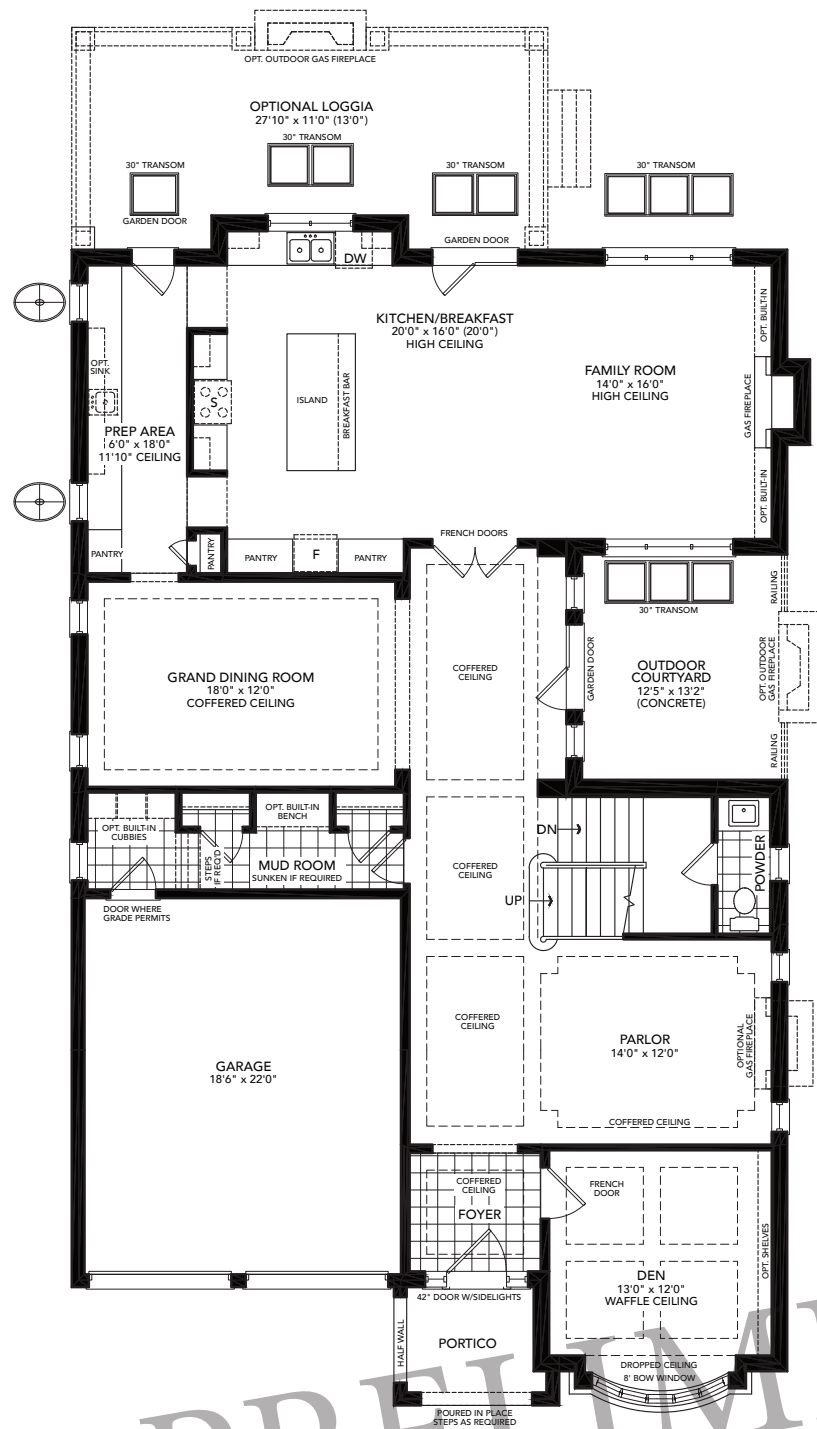 OPT. OUTDOOR GAS FIREPLACE
OPTIONAL LOGGIA
27'10" x 11'0" (13'0")
30" TRANSOM
30" TRANSOM
30" TRANSOM
30" TRANSOM
GARDEN DOOR
GARDEN DOOR
DW
KITCHEN/BREAKFAST
20'0" x 16'0" (20'0")
HIGH CEILING
OPT. BUILT-IN
FAMILY ROOM
14'0" x 16'0"
HIGH CEILING
OPT.
SINK
S
ISLAND
BREAKFAST BAR
GAS FIREPLACE
PREP AREA
6'0" x 18'0"
11'10" CEILING
OPT. BUILT-IN
PANTRY
PANTRY
PANTRY
F
PANTRY
FRENCH DOORS
30" TRANSOM
RAILING
COFFERED
CEILING
GRAND DINING ROOM
18'0" x 12'0"
COFFERED CEILING
GARDEN DOOR
OUTDOOR
COURTYARD
12'5" x 13'2"
(CONCRETE)
OPT. OUTDOOR
GAS FIREPLACE
RAILING
OPT. BUILT-IN
CUBBIES
OPT. BUILT-IN
BENCH
STEPS
IF REQ'D
MUD ROOM
SUNKEN IF REQUIRED
COFFERED
CEILING
DN
UP
POWDER
DOOR WHERE
GRADE PERMITS
COFFERED
CEILING
PARLOR
14'0" x 12'0"
OPTIONAL
GAS FIREPLACE
COFFERED CEILING
GARAGE
18'6" x 22'0"
COFFERED
CEILING
FOYER
FRENCH
DOOR
OPT. SHELVES
DEN
13'0" x 12'0"
WAFFLE CEILING
42" DOOR W/SIDELIGHTS
HALF WALL
PORTICO
DROPPED CEILING
8' BOW WINDOW
POURED IN PLACE
STEPS AS REQUIRED